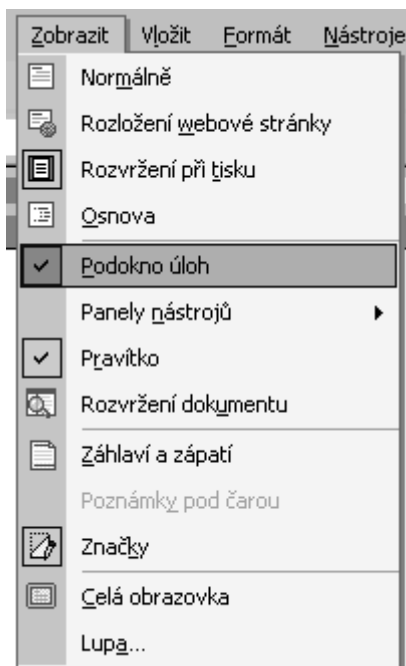 Zobrazit Vložit Formát Nástroje
Normálně
Rozložení webové stránky
Rozvržení při tisku
Osnova
Podokno úloh
Panely nástrojů
Pravítko
Rozvržení dokumentu
Záhlaví a zápatí
Poznámky pod čarou
Značky
Celá obrazovka
Lupa...